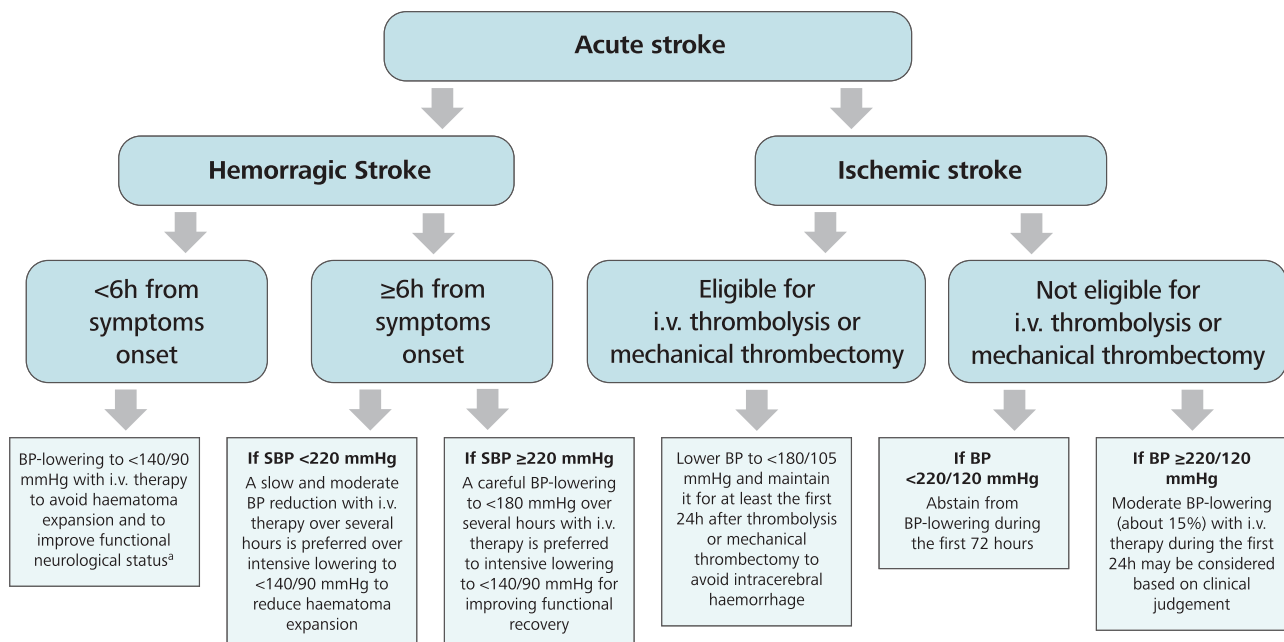 Acute stroke
Hemorragic Stroke
Ischemic stroke
<6h from
symptoms
onset
≥6h from
symptoms
onset
Eligible for
i.v. thrombolysis or
mechanical thrombectomy
Not eligible for
i.v. thrombolysis or
mechanical thrombectomy
BP-lowering to <140/90
mmHg with i.v. therapy
to avoid haematoma
expansion and to
improve functional
neurological statusᵃ
If SBP <220 mmHg
A slow and moderate
BP reduction with i.v.
therapy over several
hours is preferred over
intensive lowering to
<140/90 mmHg to
reduce haematoma
expansion
If SBP ≥220 mmHg
A careful BP-lowering
to <180 mmHg over
several hours with i.v.
therapy is preferred
to intensive lowering
to <140/90 mmHg for
improving functional
recovery
Lower BP to <180/105
mmHg and maintain
it for at least the first
24h after thrombolysis
or mechanical
thrombectomy to
avoid intracerebral
haemorrhage
If BP
<220/120 mmHg
Abstain from
BP-lowering during
the first 72 hours
If BP ≥220/120
mmHg
Moderate BP-lowering
(about 15%) with i.v.
therapy during the first
24h may be considered
based on clinical
judgement